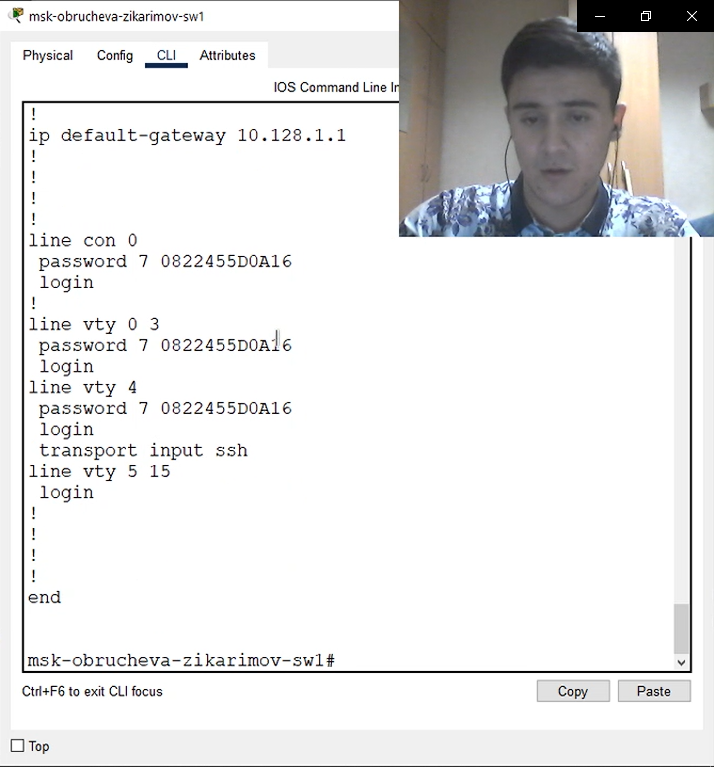 msk-obrucheva-zikarimov-sw1
Physical Config CLI Attributes
IOS Command Line In
!
ip default-gateway 10.128.1.1
!
!
!
!
line con 0
password 7 0822455D0A16
login
!
line vty 0 3
password 7 0822455D0A16
login
line vty 4
password 7 0822455D0A16
login
transport input ssh
line vty 5 15
login
!
!
!
!
end
msk-obrucheva-zikarimov-sw1#
Ctrl+F6 to exit CLI focus
Copy Paste
Top